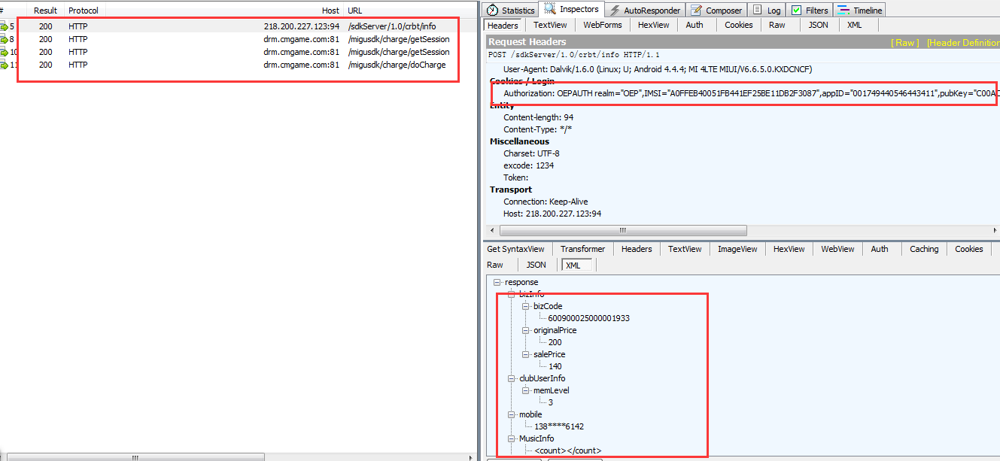 # Result Protocol Host URL
5 200 HTTP 218.200.227.123:94 /sdkServer/1.0/crbt/info
8 200 HTTP drm.cmgame.com:81 /migusdk/charge/getSession
10 200 HTTP drm.cmgame.com:81 /migusdk/charge/getSession
11 200 HTTP drm.cmgame.com:81 /migusdk/charge/doCharge
Statistics Inspectors AutoResponder Composer Log Filters Timeline
Headers TextView WebForms HexView Auth Cookies Raw JSON XML
Request Headers [ Raw ] [Header Definition
POST /sdkServer/1.0/crbt/info HTTP/1.1
User-Agent: Dalvik/1.6.0 (Linux; U; Android 4.4.4; MI 4LTE MIUI/V6.6.5.0.KXDCNCF)
Cookies / Login
Authorization: OEPAUTH realm="OEP",IMSI="A0FFEB40051FB441EF25BE11DB2F3087",appID="001749440546443411",pubKey="C00AC
Entity
Content-length: 94
Content-Type: */*
Miscellaneous
Charset: UTF-8
excode: 1234
Token:
Transport
Connection: Keep-Alive
Host: 218.200.227.123:94
Get SyntaxView Transformer Headers TextView ImageView HexView WebView Auth Caching Cookies
Raw JSON XML
response
bizInfo
bizCode
600900025000001933
originalPrice
200
salePrice
140
clubUserInfo
memLevel
3
mobile
138****6142
MusicInfo
<count></count>